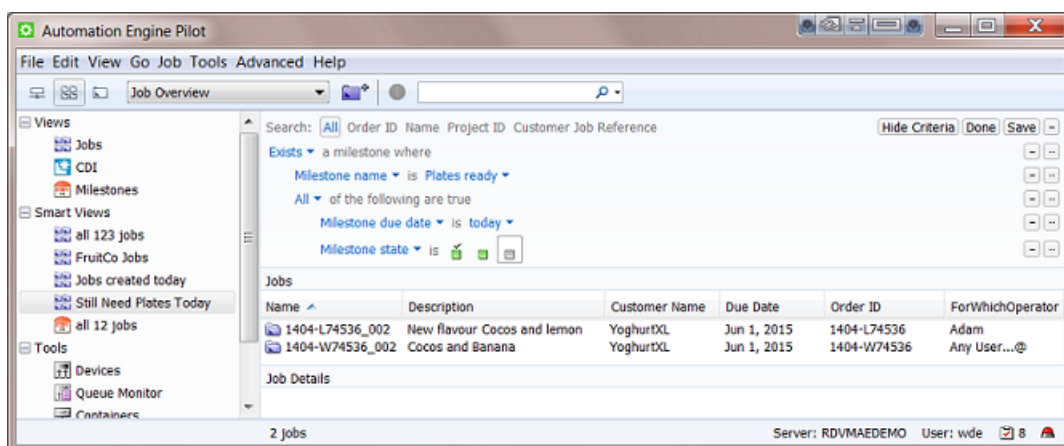 Automation Engine Pilot
File Edit View Go Job Tools Advanced Help
Job Overview
Views
Jobs
CDI
Milestones
Smart Views
all 123 jobs
FruitCo Jobs
Jobs created today
Still Need Plates Today
all 12 jobs
Tools
Devices
Queue Monitor
Containers
Search: All Order ID Name Project ID Customer Job Reference Hide Criteria Done Save
Exists a milestone where
Milestone name is Plates ready
All of the following are true
Milestone due date is today
Milestone state is
Jobs
Name Description Customer Name Due Date Order ID ForWhichOperator
1404-L74536_002 New flavour Cocos and lemon YoghurtXL Jun 1, 2015 1404-L74536 Adam
1404-W74536_002 Cocos and Banana YoghurtXL Jun 1, 2015 1404-W74536 Any User...@
Job Details
2 jobs Server: RDVMAEDEMO User: wde 8